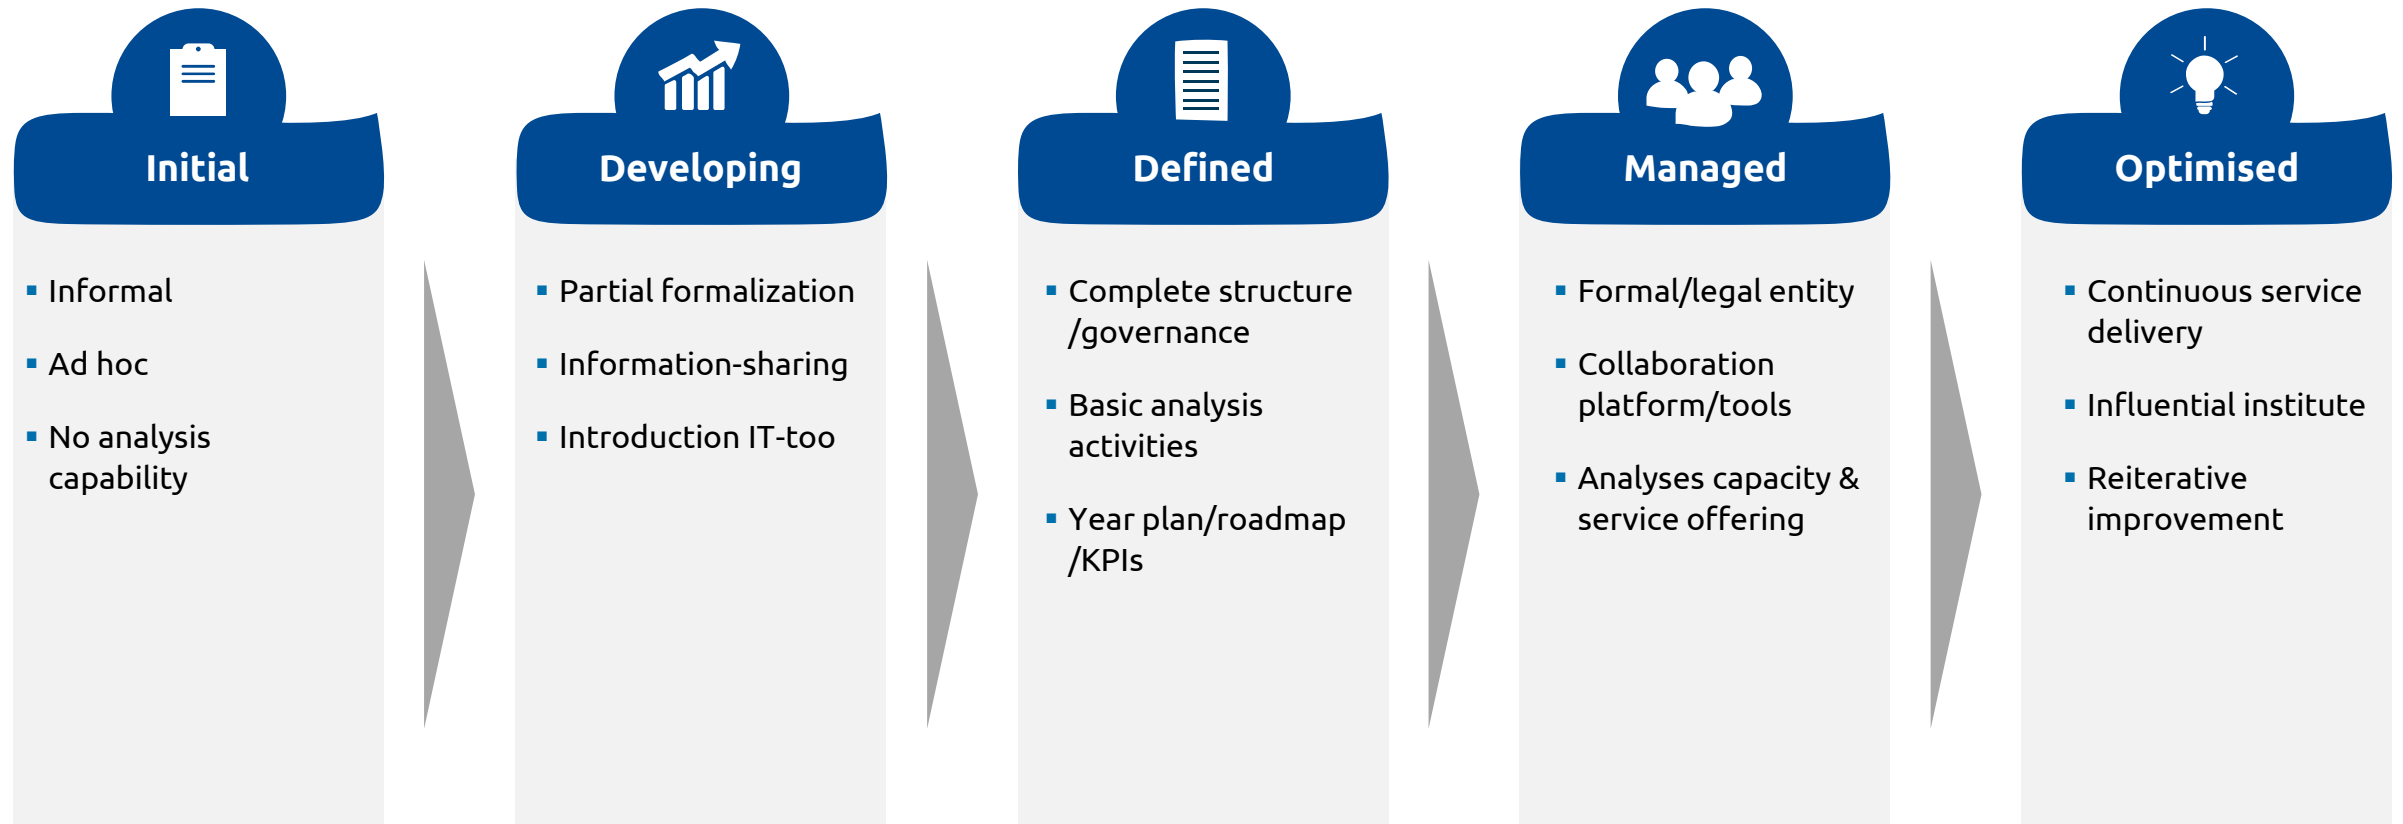 Initial
Informal
Ad hoc
No analysis
capability
Developing
Partial formalization
Information-sharing
Introduction IT-too
Defined
Complete structure
/governance
Basic analysis
activities
Year plan/roadmap
/KPIs
Managed
Formal/legal entity
Collaboration
platform/tools
Analyses capacity &
service offering
Optimised
Continuous service
delivery
Influential institute
Reiterative
improvement